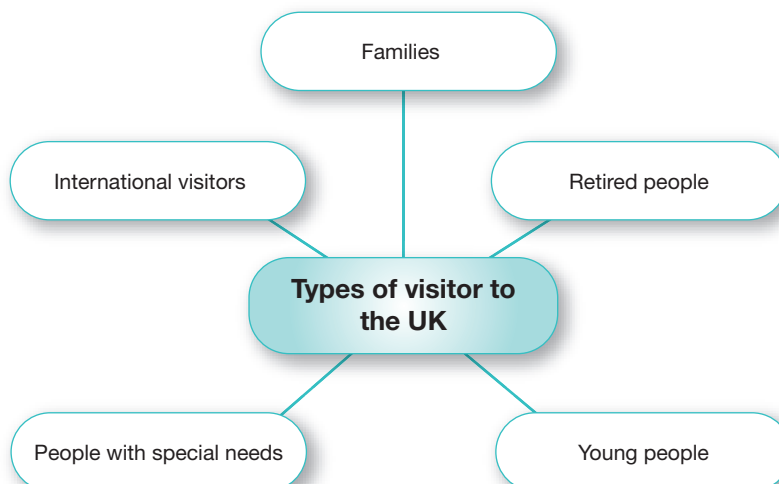 Families
International visitors
Retired people
Types of visitor to
the UK
People with special needs
Young people